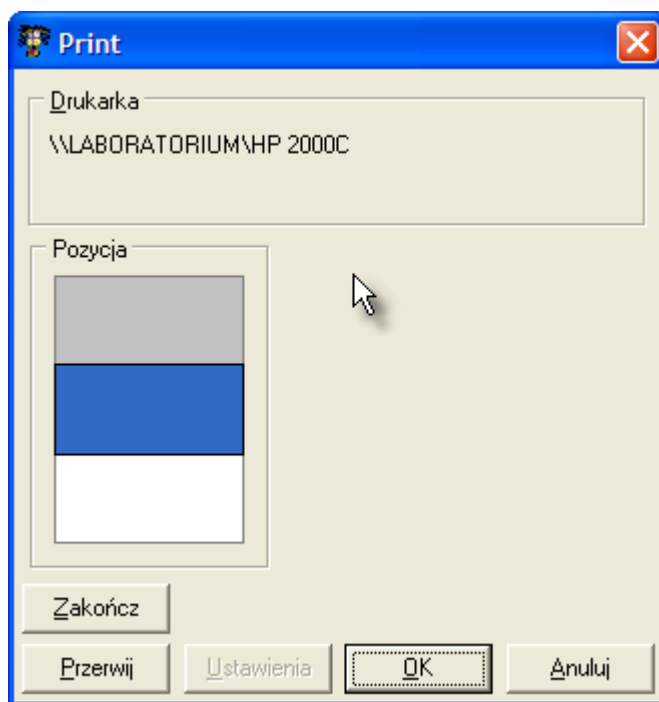 Print
Drukarka
\\LABORATORIUM\HP 2000C
Pozycja
Zakończ
Przerwij
Ustawienia
OK
Anuluj